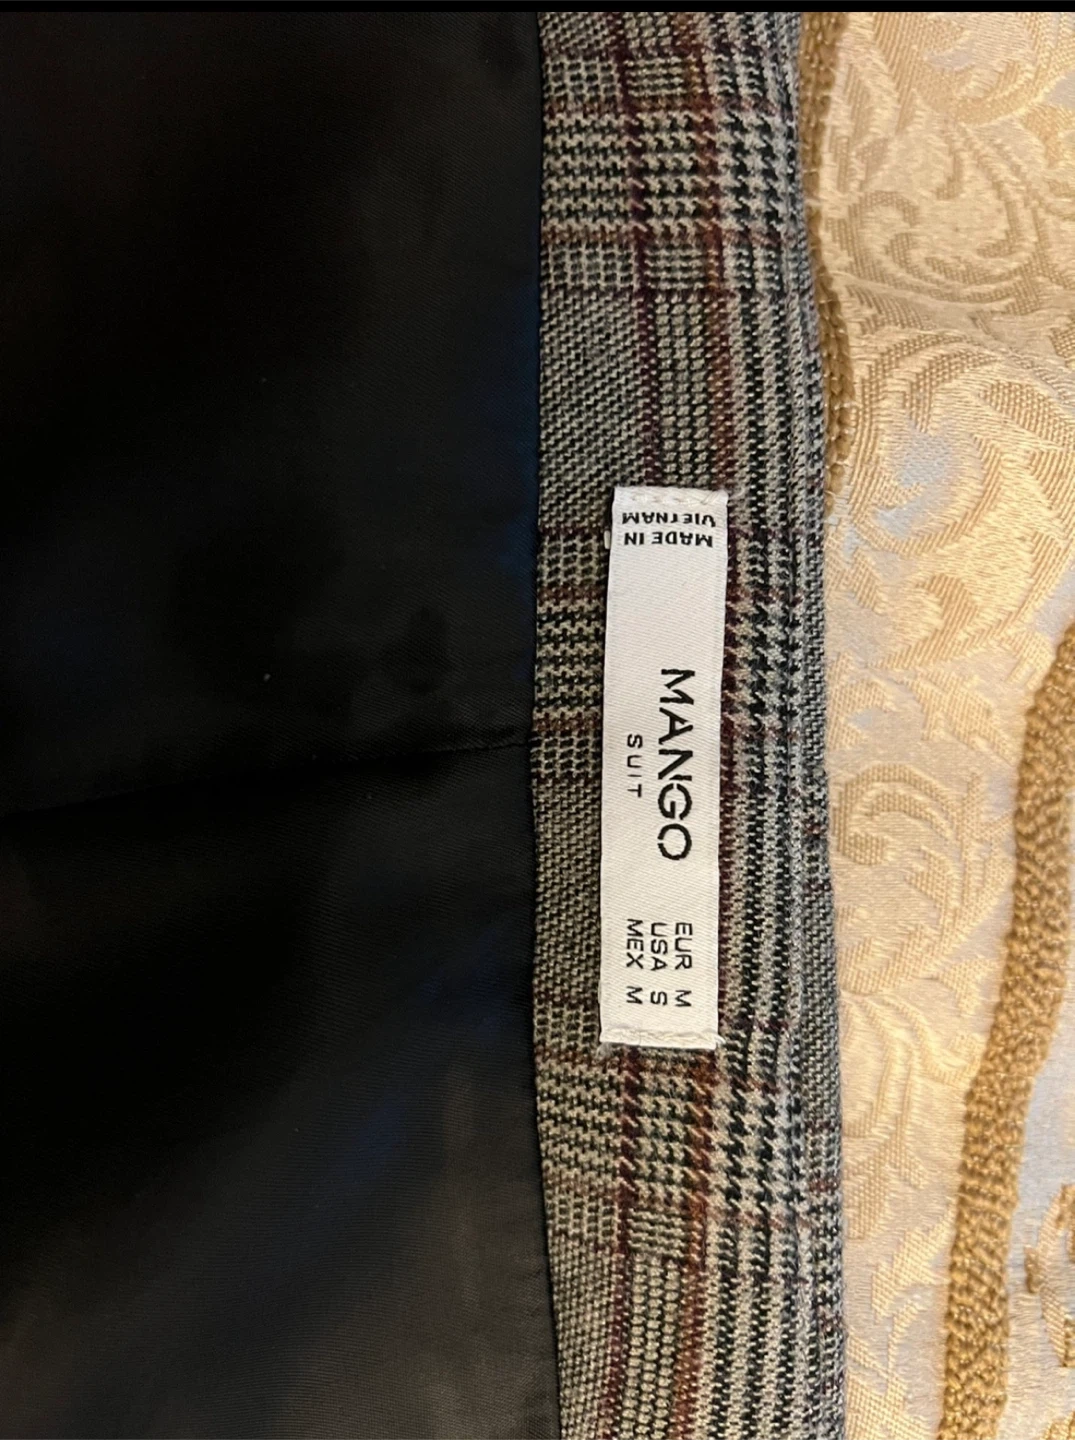 MADE IN
VIETNAM
MANGO
SUIT
EUR M
USA S
MEX M